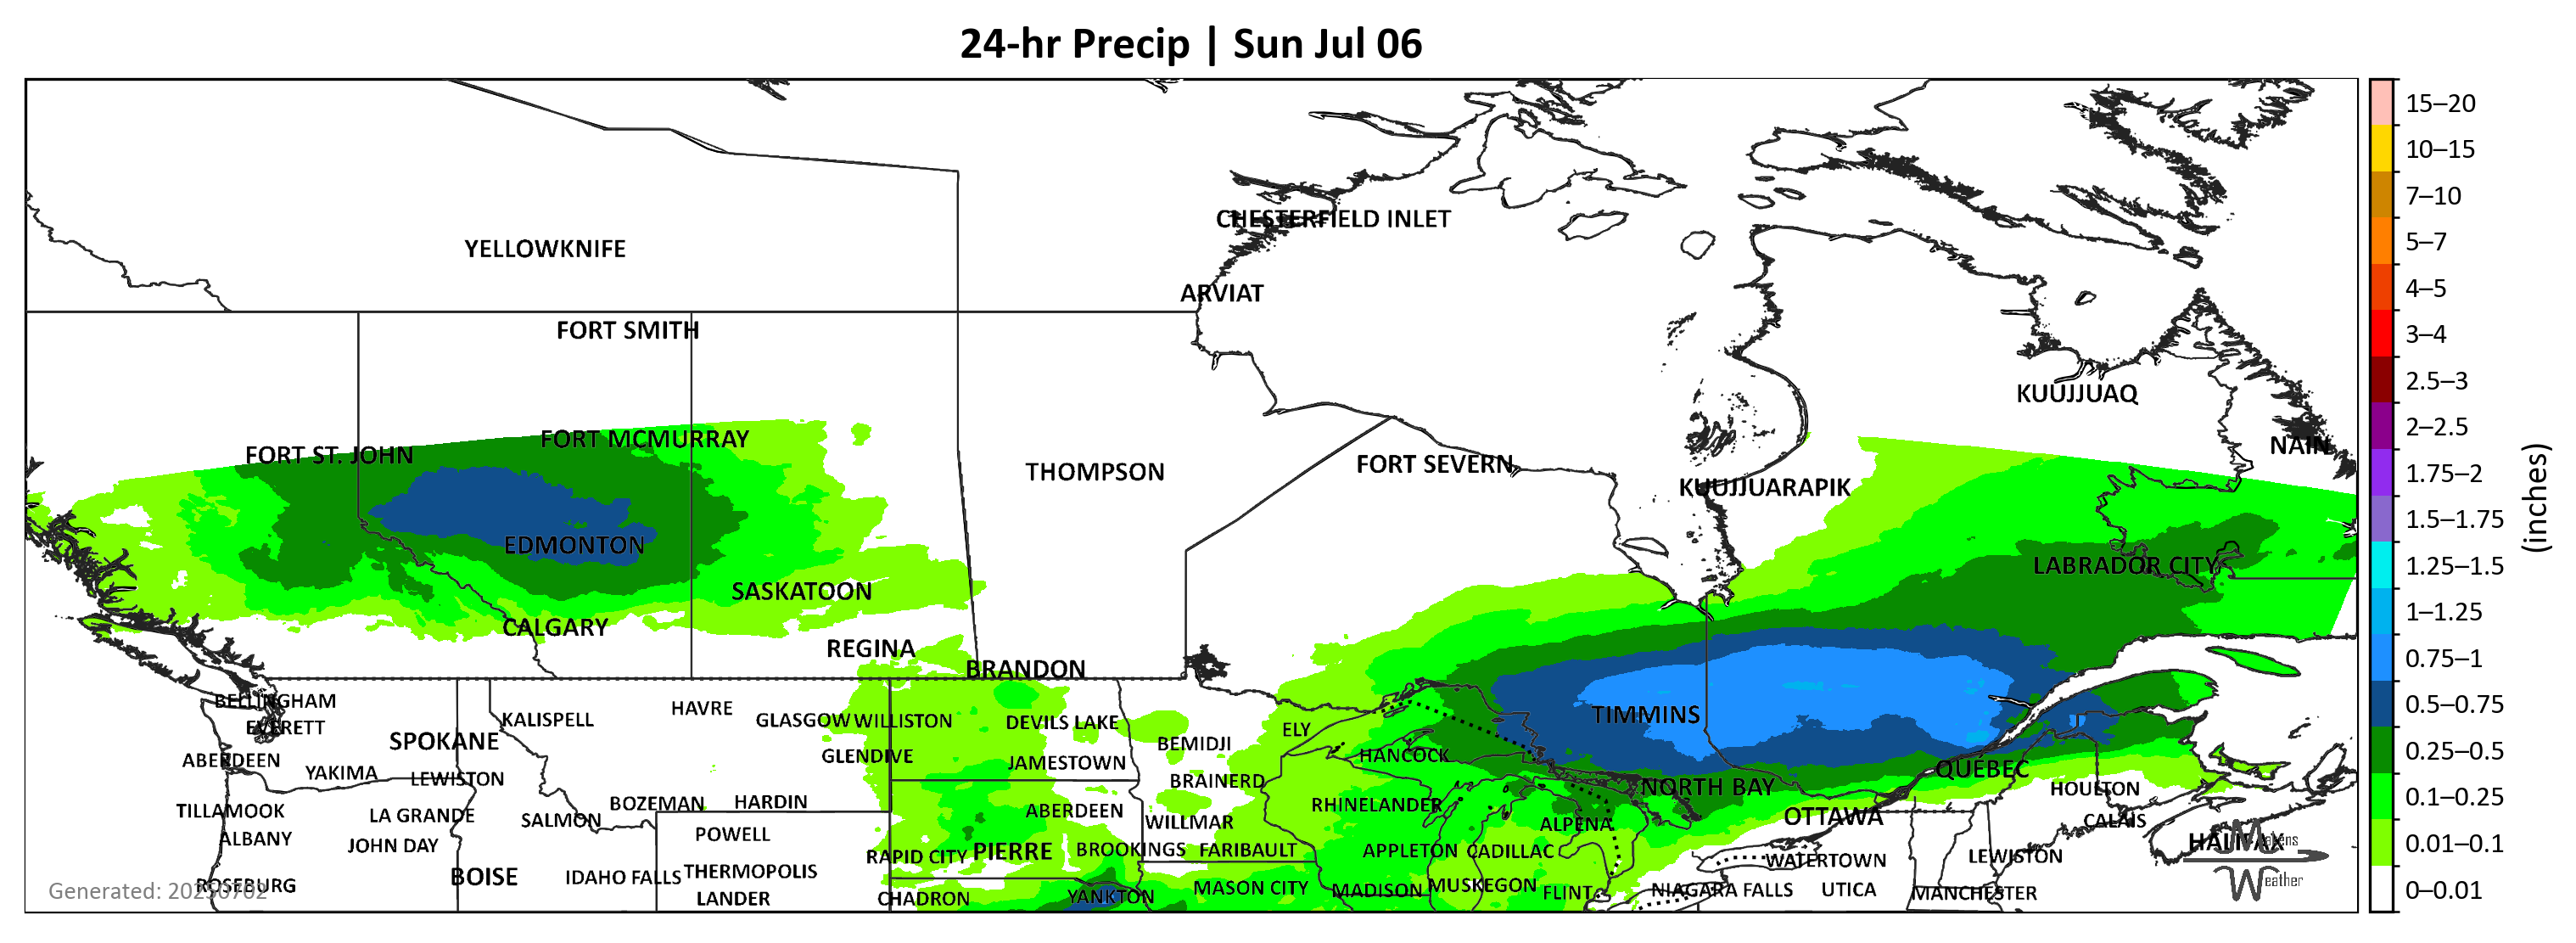 24-hr Precip | Sun Jul 06
15–20
10–15
7–10
5–7
4–5
3–4
2.5–3
2–2.5
1.75–2
1.5–1.75
1.25–1.5
1–1.25
0.75–1
0.5–0.75
0.25–0.5
0.1–0.25
0.01–0.1
0–0.01
(inches)
CHESTERFIELD INLET
YELLOWKNIFE
ARVIAT
FORT SMITH
KUUJJUAQ
FORT MCMURRAY
NAIN
FORT ST. JOHN
FORT SEVERN
THOMPSON
KUUJJUARAPIK
EDMONTON
LABRADOR CITY
SASKATOON
CALGARY
REGINA
BRANDON
BELLINGHAM
HAVRE
TIMMINS
KALISPELL
GLASGOW
WILLISTON
DEVILS LAKE
EVERETT
ELY
SPOKANE
BEMIDJI
HANCOCK
GLENDIVE
ABERDEEN
JAMESTOWN
QUÉBEC
YAKIMA
LEWISTON
BRAINERD
NORTH BAY
HOULTON
BOZEMAN
HARDIN
RHINELANDER
TILLAMOOK
LA GRANDE
ABERDEEN
OTTAWA
SALMON
WILLMAR
CALAIS
ALPENA
POWELL
ALBANY
HALIFAX
JOHN DAY
BROOKINGS
FARIBAULT
APPLETON
CADILLAC
PIERRE
RAPID CITY
LEWISTON
WATERTOWN
THERMOPOLIS
BOISE
IDAHO FALLS
ROSEBURG
MUSKEGON
MASON CITY
MADISON
FLINT
NIAGARA FALLS
UTICA
MANCHESTER
YANKTON
CHADRON
LANDER
Generated: 20250702
Weather